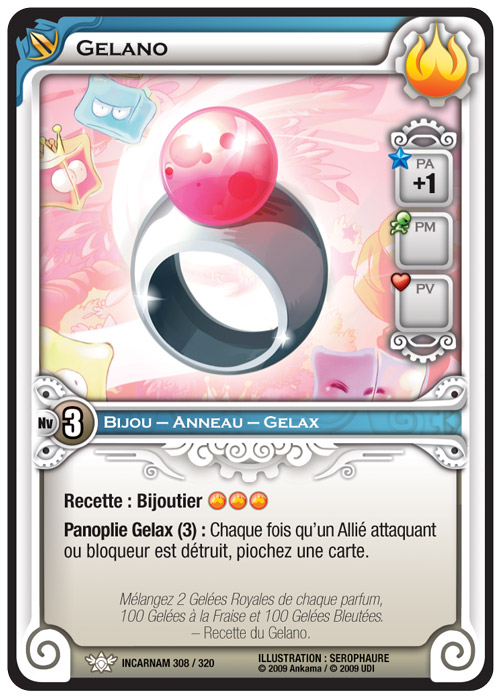 Gelano
PA
+1
PM
PV
Nv 3
Bijou – Anneau – Gelax
Recette : Bijoutier
Panoplie Gelax (3) : Chaque fois qu'un Allié attaquant
ou bloqueur est détruit, piochez une carte.
Mélangez 2 Gelées Royales de chaque parfum,
100 Gelées à la Fraise et 100 Gelées Bleutées.
– Recette du Gelano.
INCARNAM 308 / 320
ILLUSTRATION : SEROPHAURE
© 2009 Ankama / © 2009 UDI